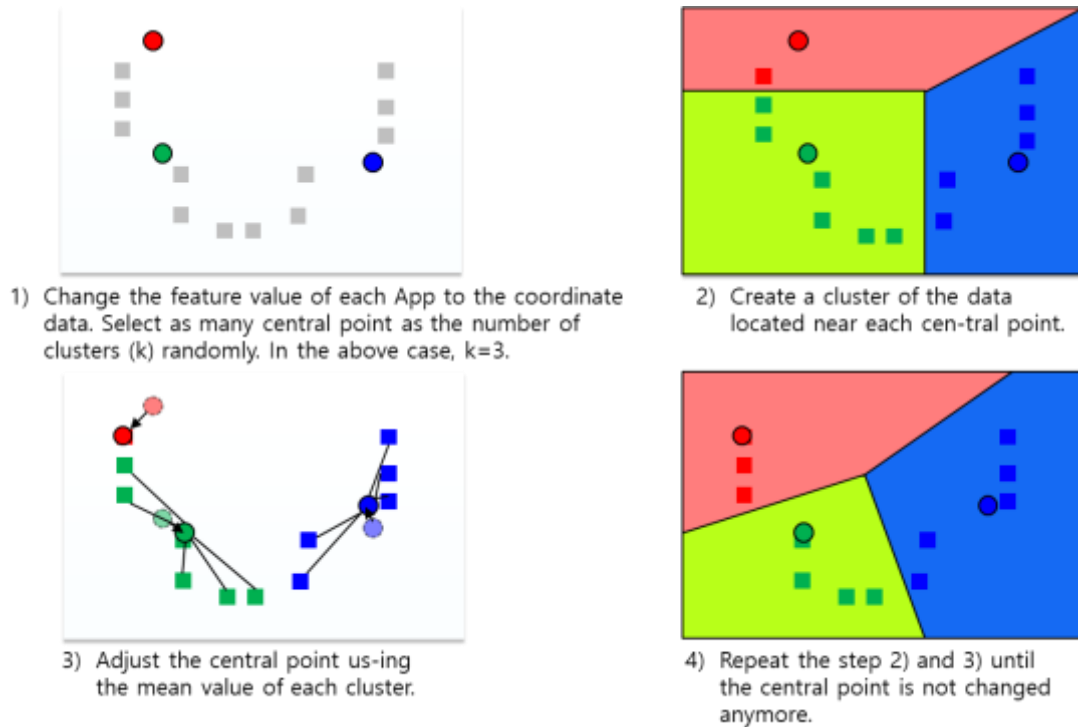 1) Change the feature value of each App to the coordinate
data. Select as many central point as the number of
clusters (k) randomly. In the above case, k=3.
2) Create a cluster of the data
located near each cen-tral point.
3) Adjust the central point us-ing
the mean value of each cluster.
4) Repeat the step 2) and 3) until
the central point is not changed
anymore.